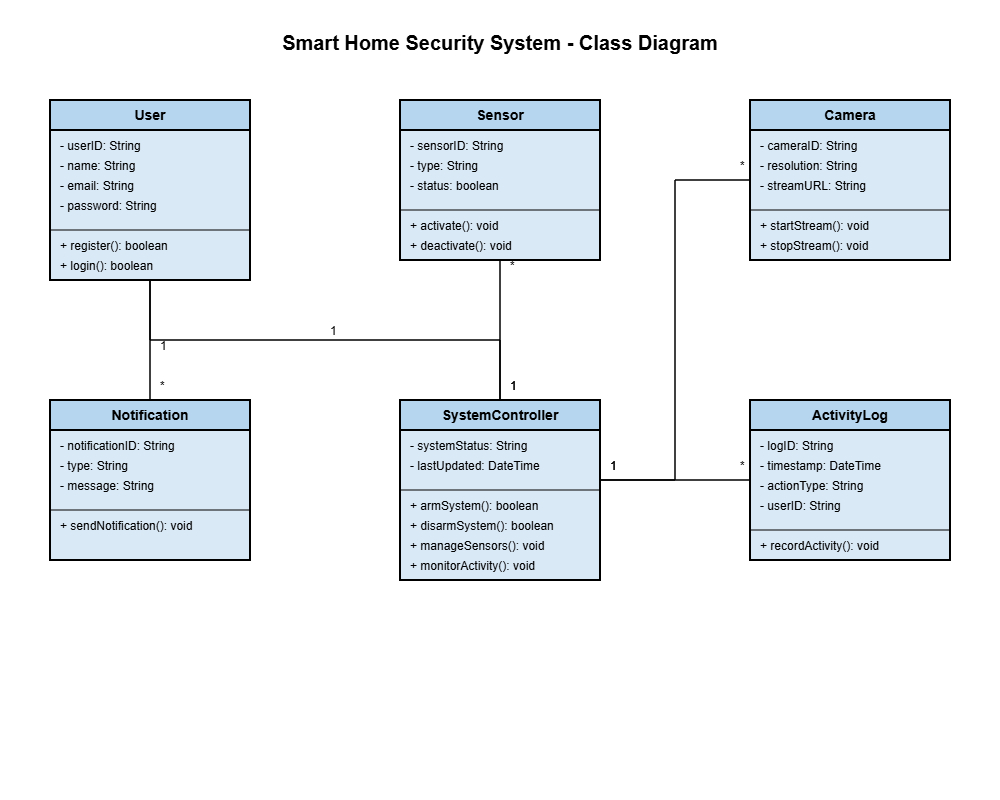 Smart Home Security System - Class Diagram
User
- userID: String
- name: String
- email: String
- password: String
+ register(): boolean
+ login(): boolean
Sensor
- sensorID: String
- type: String
- status: boolean
+ activate(): void
+ deactivate(): void
Camera
- cameraID: String
- resolution: String
- streamURL: String
+ startStream(): void
+ stopStream(): void
*
*
1
1
*
1
Notification
- notificationID: String
- type: String
- message: String
+ sendNotification(): void
SystemController
- systemStatus: String
- lastUpdated: DateTime
+ armSystem(): boolean
+ disarmSystem(): boolean
+ manageSensors(): void
+ monitorActivity(): void
1
*
ActivityLog
- logID: String
- timestamp: DateTime
- actionType: String
- userID: String
+ recordActivity(): void